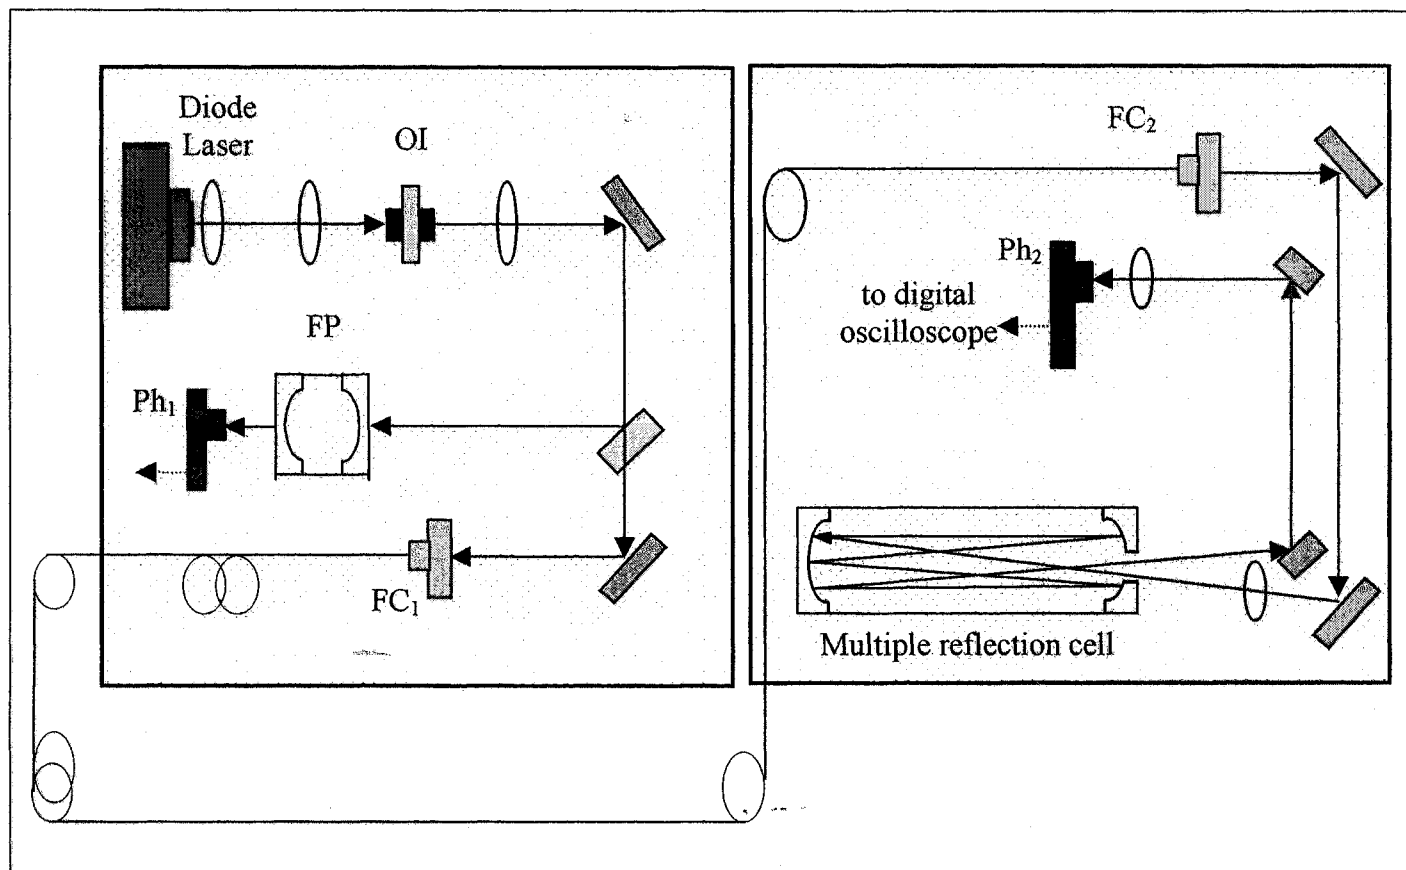 Diode
Laser
OI
FP
Ph₁
FC₁
FC₂
Ph₂
to digital
oscilloscope
Multiple reflection cell